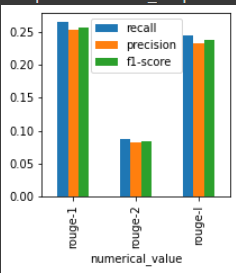 0.25
0.20
0.15
0.10
0.05
0.00
recall
precision
f1-score
rouge-1
rouge-2
rouge-l
numerical_value